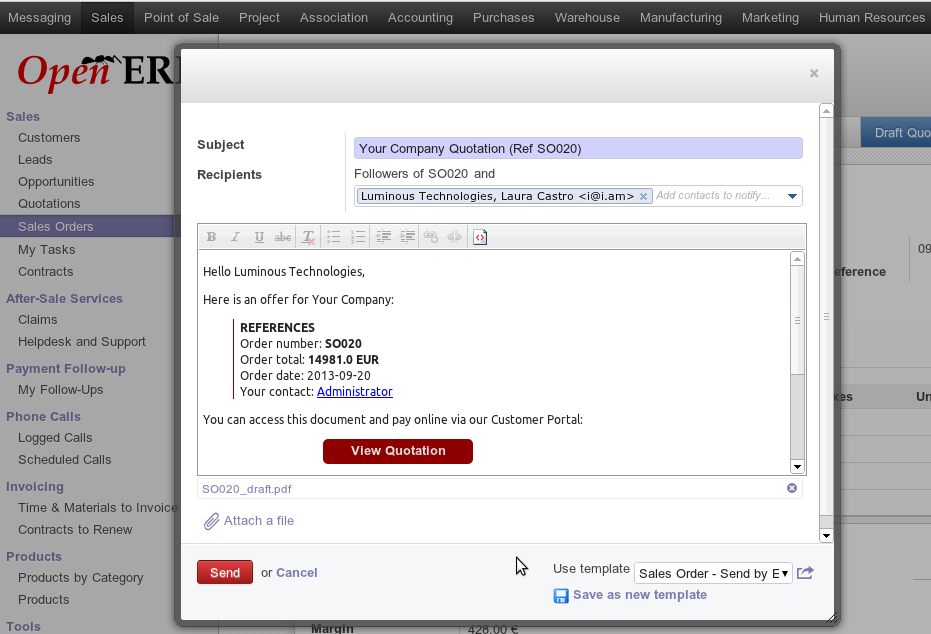 Messaging Sales Point of Sale Project Association Accounting Purchases Warehouse Manufacturing Marketing Human Resources
Open ER
Sales
Customers
Leads
Opportunities
Quotations
Sales Orders
My Tasks
Contracts
After-Sale Services
Claims
Helpdesk and Support
Payment Follow-up
My Follow-Ups
Phone Calls
Logged Calls
Scheduled Calls
Invoicing
Time & Materials to Invoice
Contracts to Renew
Products
Products by Category
Products
Tools
×
Subject
Your Company Quotation (Ref SO020)
Recipients
Followers of SO020 and
Luminous Technologies, Laura Castro <i@i.am> × Add contacts to notify...
B I U abc T
Hello Luminous Technologies,
Here is an offer for Your Company:
REFERENCES
Order number: SO020
Order total: 14981.0 EUR
Order date: 2013-09-20
Your contact: Administrator
You can access this document and pay online via our Customer Portal:
View Quotation
SO020_draft.pdf
Attach a file
Send or Cancel
Use template Sales Order - Send by E
Save as new template
Draft Quo
09
eference
xes Un
Margin 428.00 €